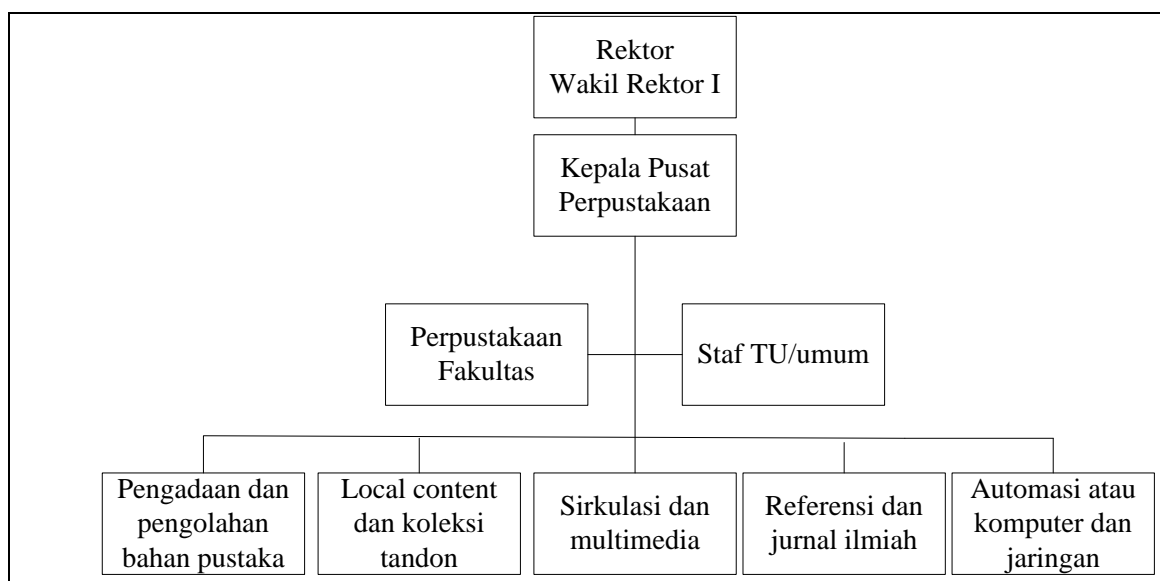 Rektor
Wakil Rektor I
Kepala Pusat
Perpustakaan
Perpustakaan
Fakultas
Staf TU/umum
Pengadaan dan
pengolahan
bahan pustaka
Local content
dan koleksi
tandon
Sirkulasi dan
multimedia
Referensi dan
jurnal ilmiah
Automasi atau
komputer dan
jaringan